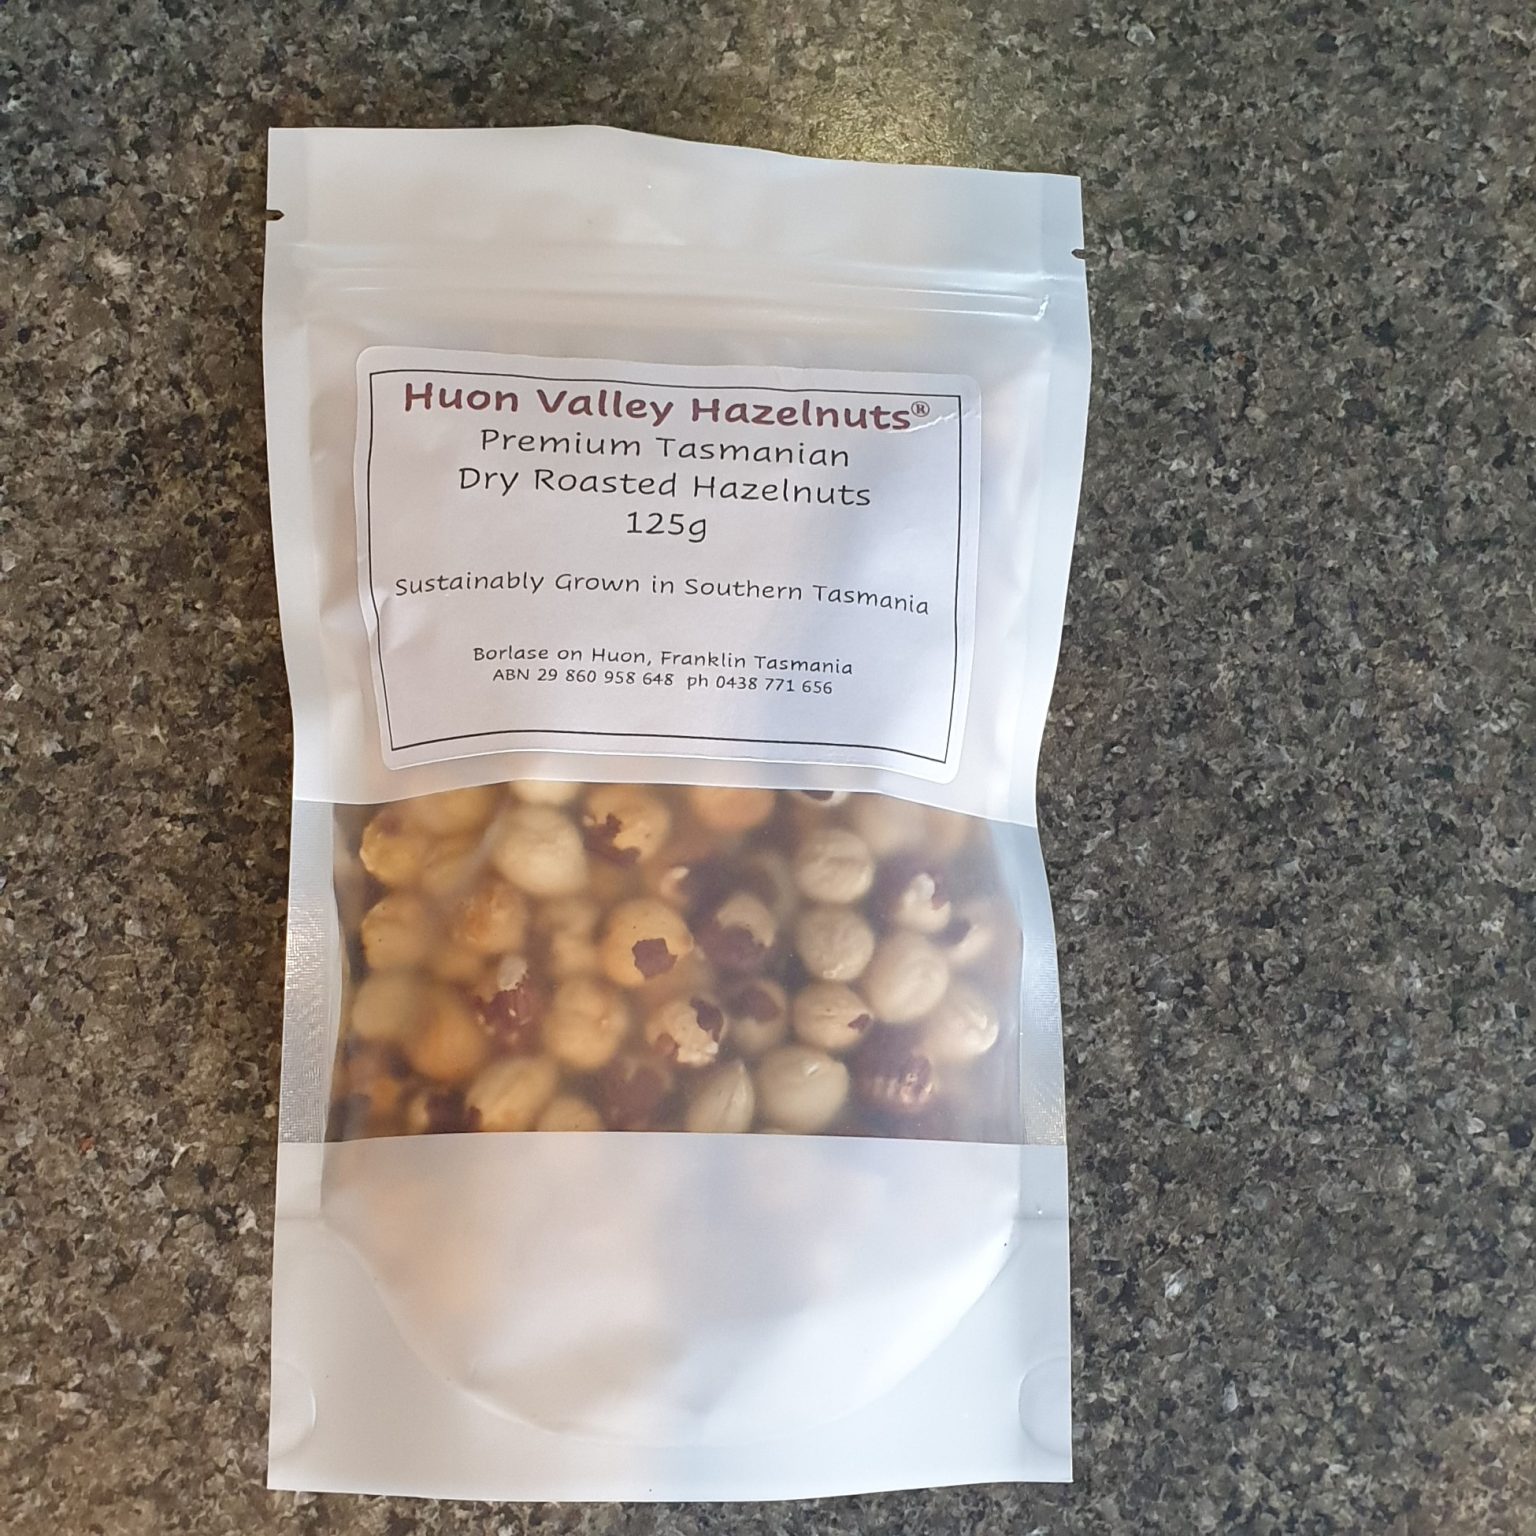 Huon Valley Hazelnuts®
Premium Tasmanian
Dry Roasted Hazelnuts
125g
Sustainably Grown in Southern Tasmania
Borlase on Huon, Franklin Tasmania
ABN 29 860 958 648 ph 0438 771 656